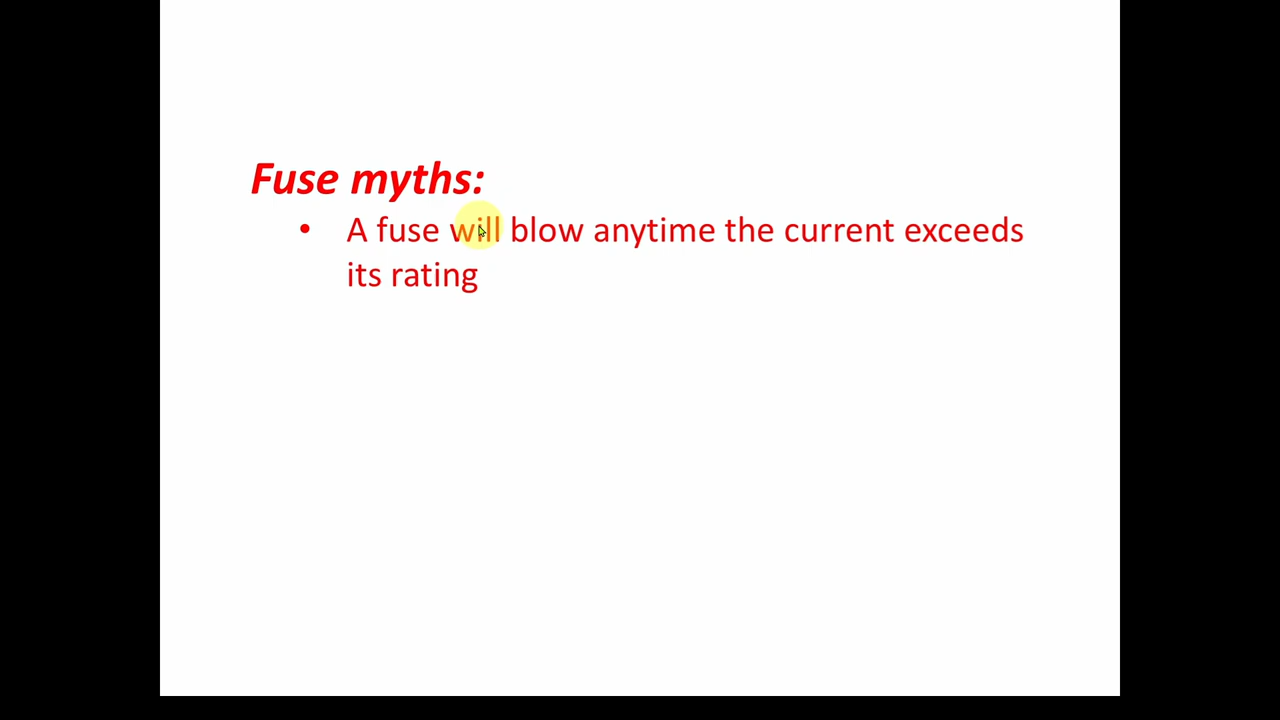 Fuse myths:
• A fuse will blow anytime the current exceeds
its rating